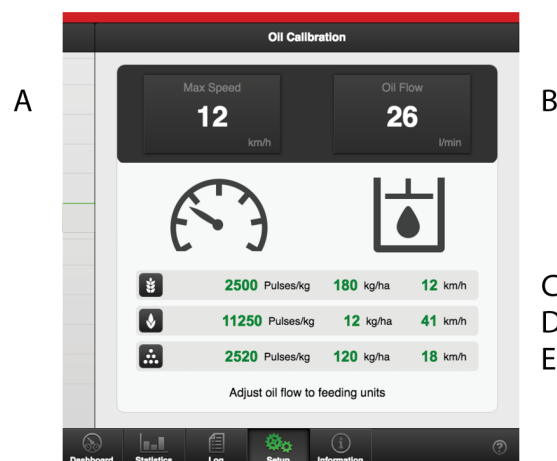 Oil Calibration
A
Max Speed
12
km/h
Oil Flow
26
l/min
B
2500 Pulses/kg 180 kg/ha 12 km/h
C
11250 Pulses/kg 12 kg/ha 41 km/h
D
2520 Pulses/kg 120 kg/ha 18 km/h
E
Adjust oil flow to feeding units
Dashboard Statistics Log Setup Information ?